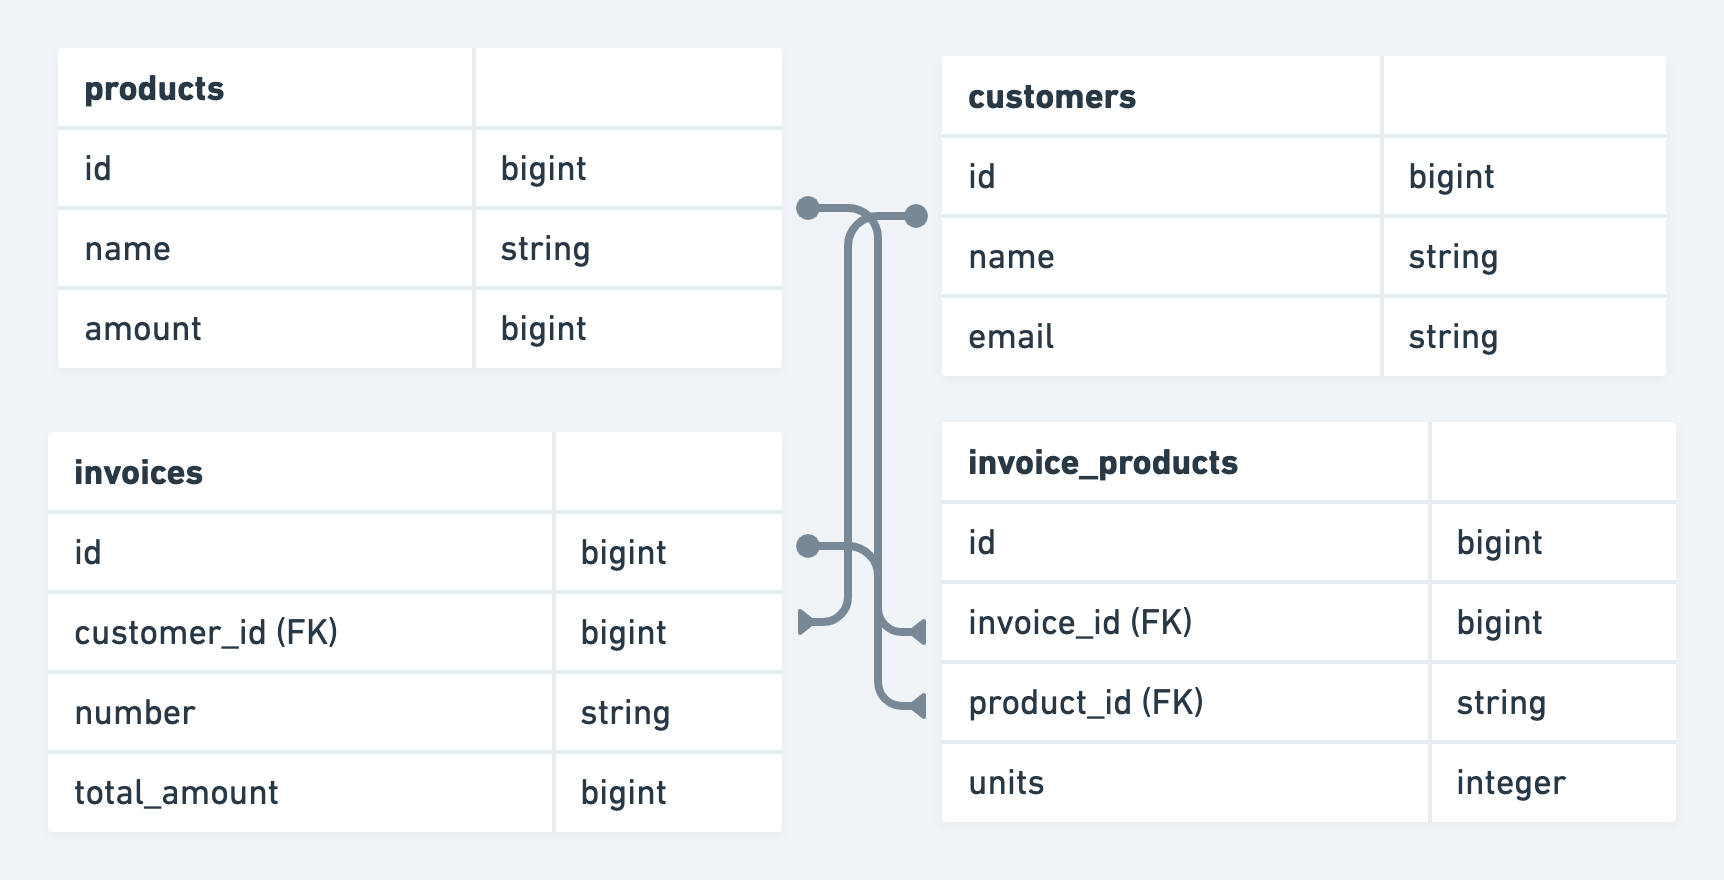 products
id bigint
name string
amount bigint
customers
id bigint
name string
email string
invoices
id bigint
customer_id (FK) bigint
number string
total_amount bigint
invoice_products
id bigint
invoice_id (FK) bigint
product_id (FK) string
units integer